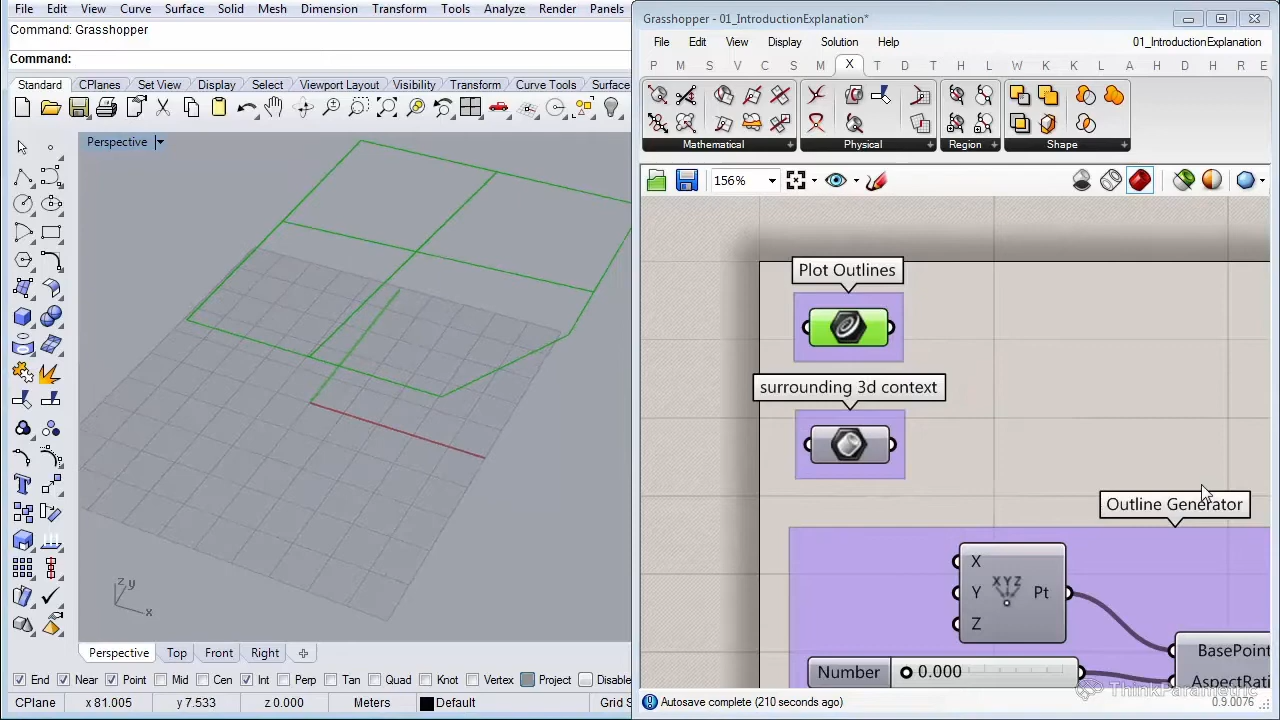 File Edit View Curve Surface Solid Mesh Dimension Transform Tools Analyze Render Panels
Command: Grasshopper
Command:
Standard CPlanes Set View Display Select Viewport Layout Visibility Transform Curve Tools Surface
Perspective
z y
x
Perspective Top Front Right
End Near Point Mid Cen Int Perp Tan Quad Knot Vertex Project Disable
CPlane x 81.005 y 7.533 z 0.000 Meters Default Grid S
Grasshopper - 01_IntroductionExplanation*
File Edit View Display Solution Help 01_IntroductionExplanation
P M S V C S M X T D T H L W K L A H D H R E
Mathematical Physical Region Shape
156%
Plot Outlines
surrounding 3d context
Outline Generator
X
Y XYZ Pt
Z
BasePoint
Number 0.000 AspectRati
ThinkParametric
Autosave complete (210 seconds ago) 0.9.0076